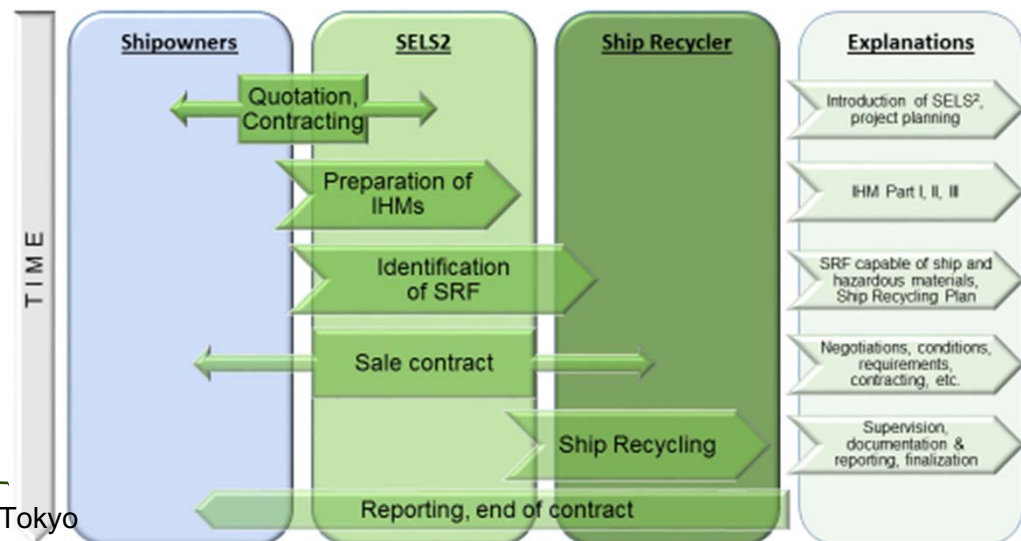 Shipowners
SELS2
Ship Recycler
Explanations
Quotation,
Contracting
Introduction of SELS²,
project planning
Preparation of
IHMs
IHM Part I, II, III
Identification
of SRF
SRF capable of ship and
hazardous materials,
Ship Recycling Plan
Sale contract
Negotiations, conditions,
requirements,
contracting, etc.
Ship Recycling
Supervision,
documentation &
reporting, finalization
Reporting, end of contract
TIME
Tokyo